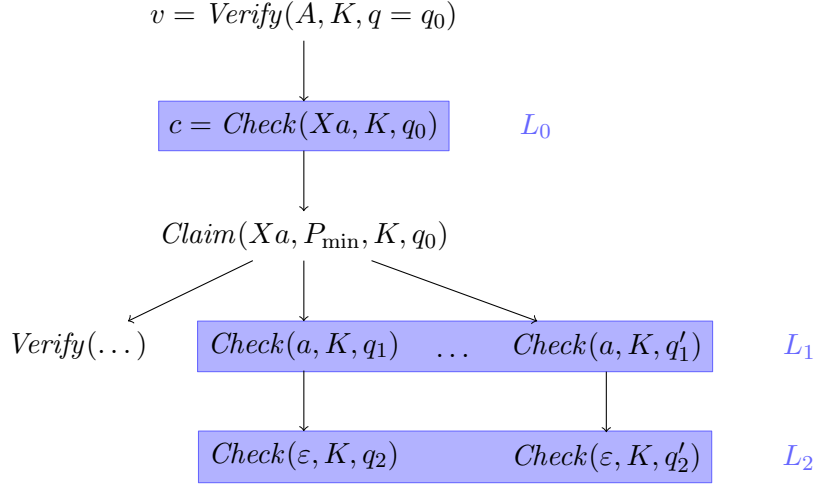 v = Verify(A, K, q = q₀)
c = Check(Xa, K, q₀) L₀
Claim(Xa, P_min, K, q₀)
Verify(...) Check(a, K, q₁) ... Check(a, K, q′₁) L₁
Check(ε, K, q₂) Check(ε, K, q′₂) L₂